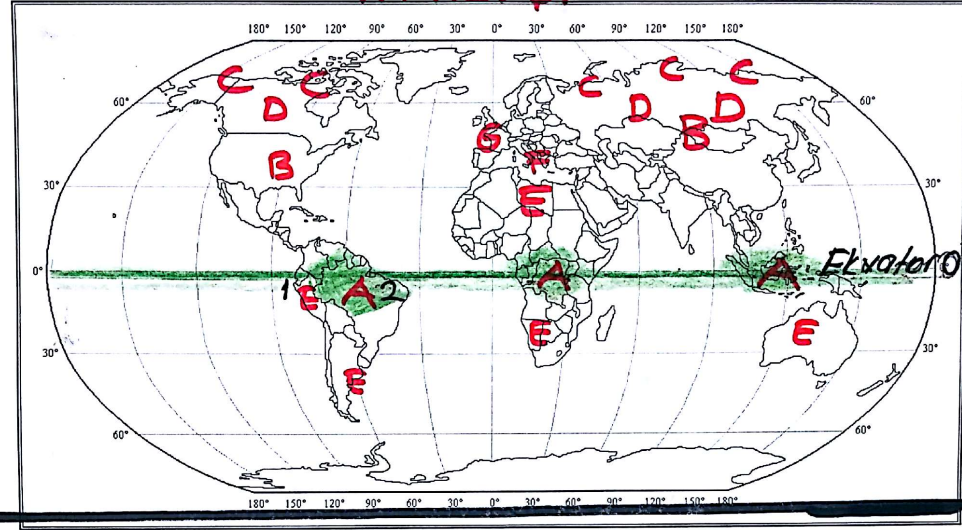 180° 150° 120° 90° 60° 30° 0° 30° 60° 90° 120° 150° 180°
C C C C C
60° D D D 60°
B G B
F
30° E 30°
0° A A A Ekvator 0
1 E 2
E E
30° E 30°
60° 60°
180° 150° 120° 90° 60° 30° 0° 30° 60° 90° 120° 150° 180°